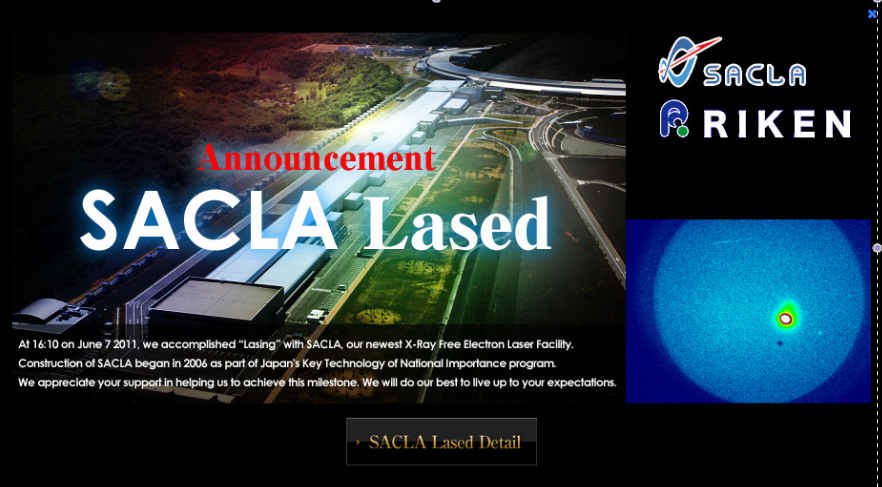 SACLA
RIKEN
Announcement
SACLA Lased
At 16:10 on June 7 2011, we accomplished “Lasing” with SACLA, our newest X-Ray Free Electron Laser Facility.
Construction of SACLA began in 2006 as part of Japan's Key Technology of National Importance program.
We appreciate your support in helping us to achieve this milestone. We will do our best to live up to your expectations.
SACLA Lased Detail